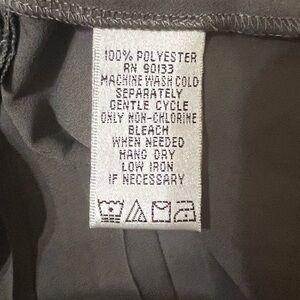 100% POLYESTER
RN 90133
MACHINE WASH COLD
SEPARATELY
GENTLE CYCLE
ONLY NON-CHLORINE
BLEACH
WHEN NEEDED
HANG DRY
LOW IRON
IF NECESSARY